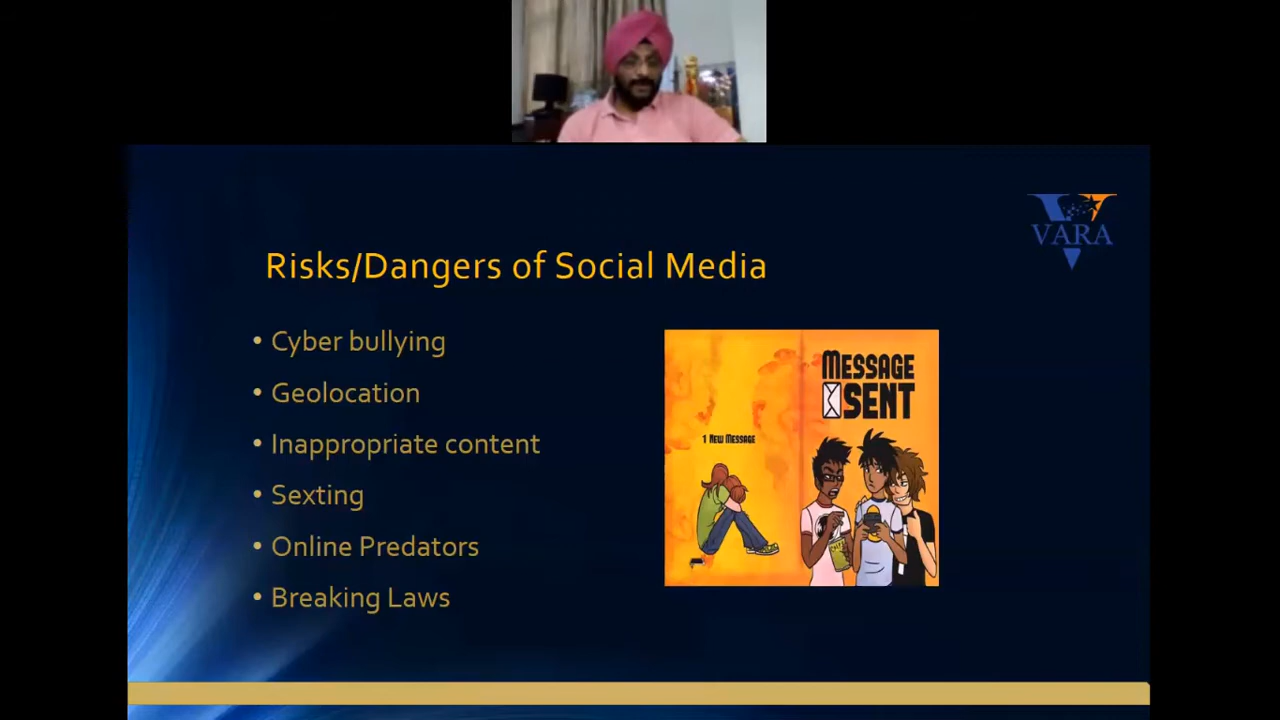 VARA
Risks/Dangers of Social Media
• Cyber bullying
• Geolocation
• Inappropriate content
• Sexting
• Online Predators
• Breaking Laws
MESSAGE
SENT
1 NEW MESSAGE